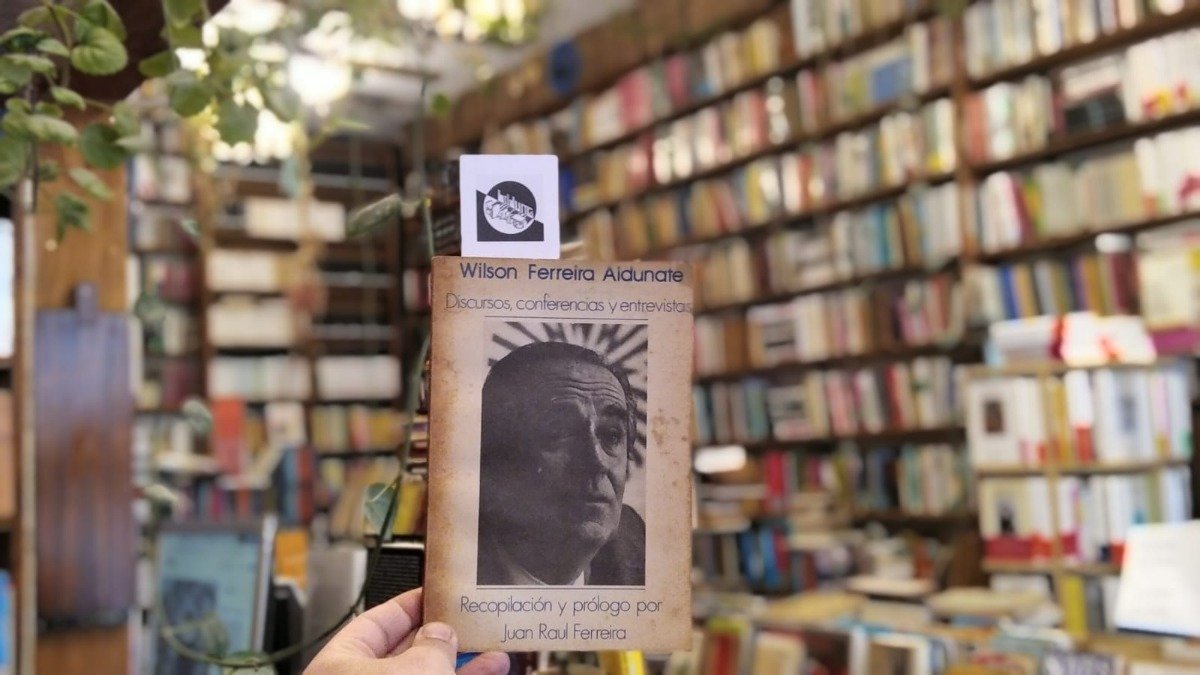 Wilson Ferreira Aldunate
Discursos, conferencias y entrevistas
Recopilación y prólogo por
Juan Raul Ferreira